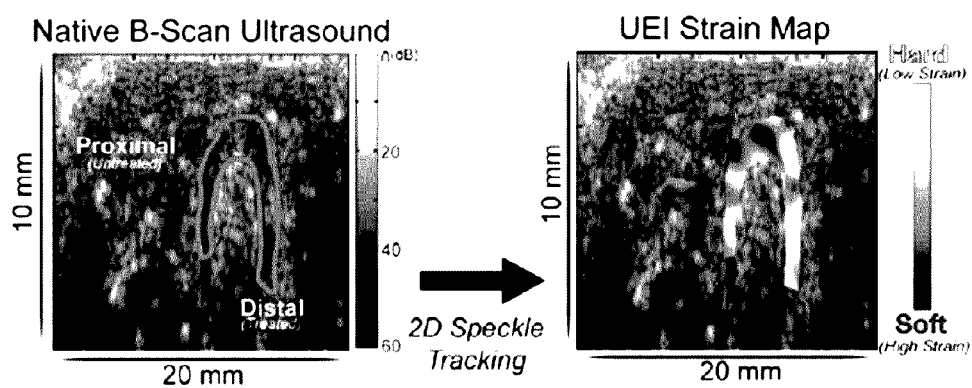 Native B-Scan Ultrasound
UEI Strain Map
(dB)
20
40
60
Proximal
(Untreated)
Distal
(Treated)
10 mm
20 mm
2D Speckle
Tracking
10 mm
20 mm
Hard
(Low Strain)
Soft
(High Strain)